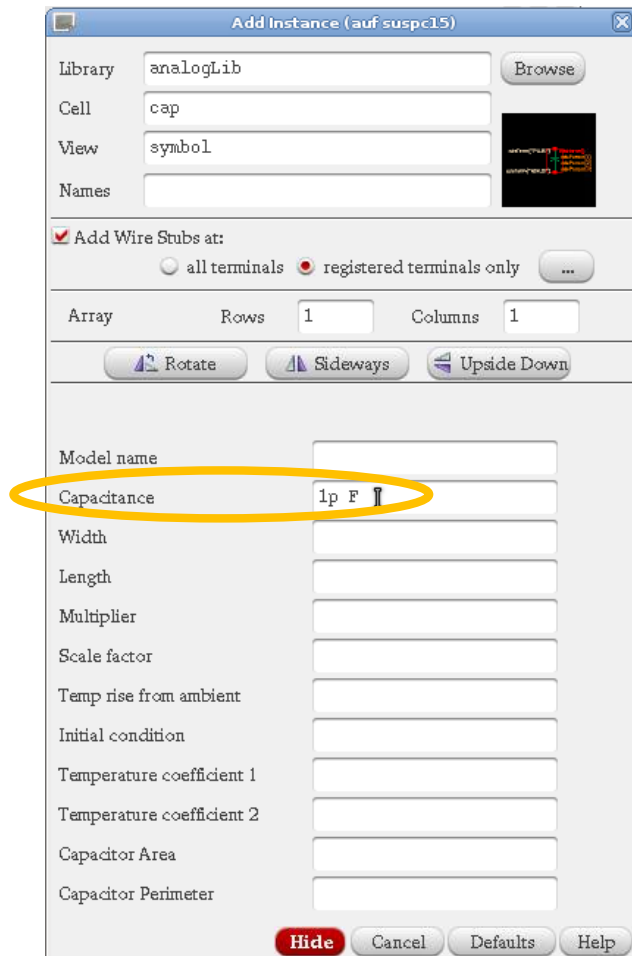 Add Instance (auf suspc15)
Library analogLib Browse
Cell cap
View symbol
Names
Add Wire Stubs at:
all terminals registered terminals only ...
Array Rows 1 Columns 1
Rotate Sideways Upside Down
Model name
Capacitance 1p F
Width
Length
Multiplier
Scale factor
Temp rise from ambient
Initial condition
Temperature coefficient 1
Temperature coefficient 2
Capacitor Area
Capacitor Perimeter
Hide Cancel Defaults Help